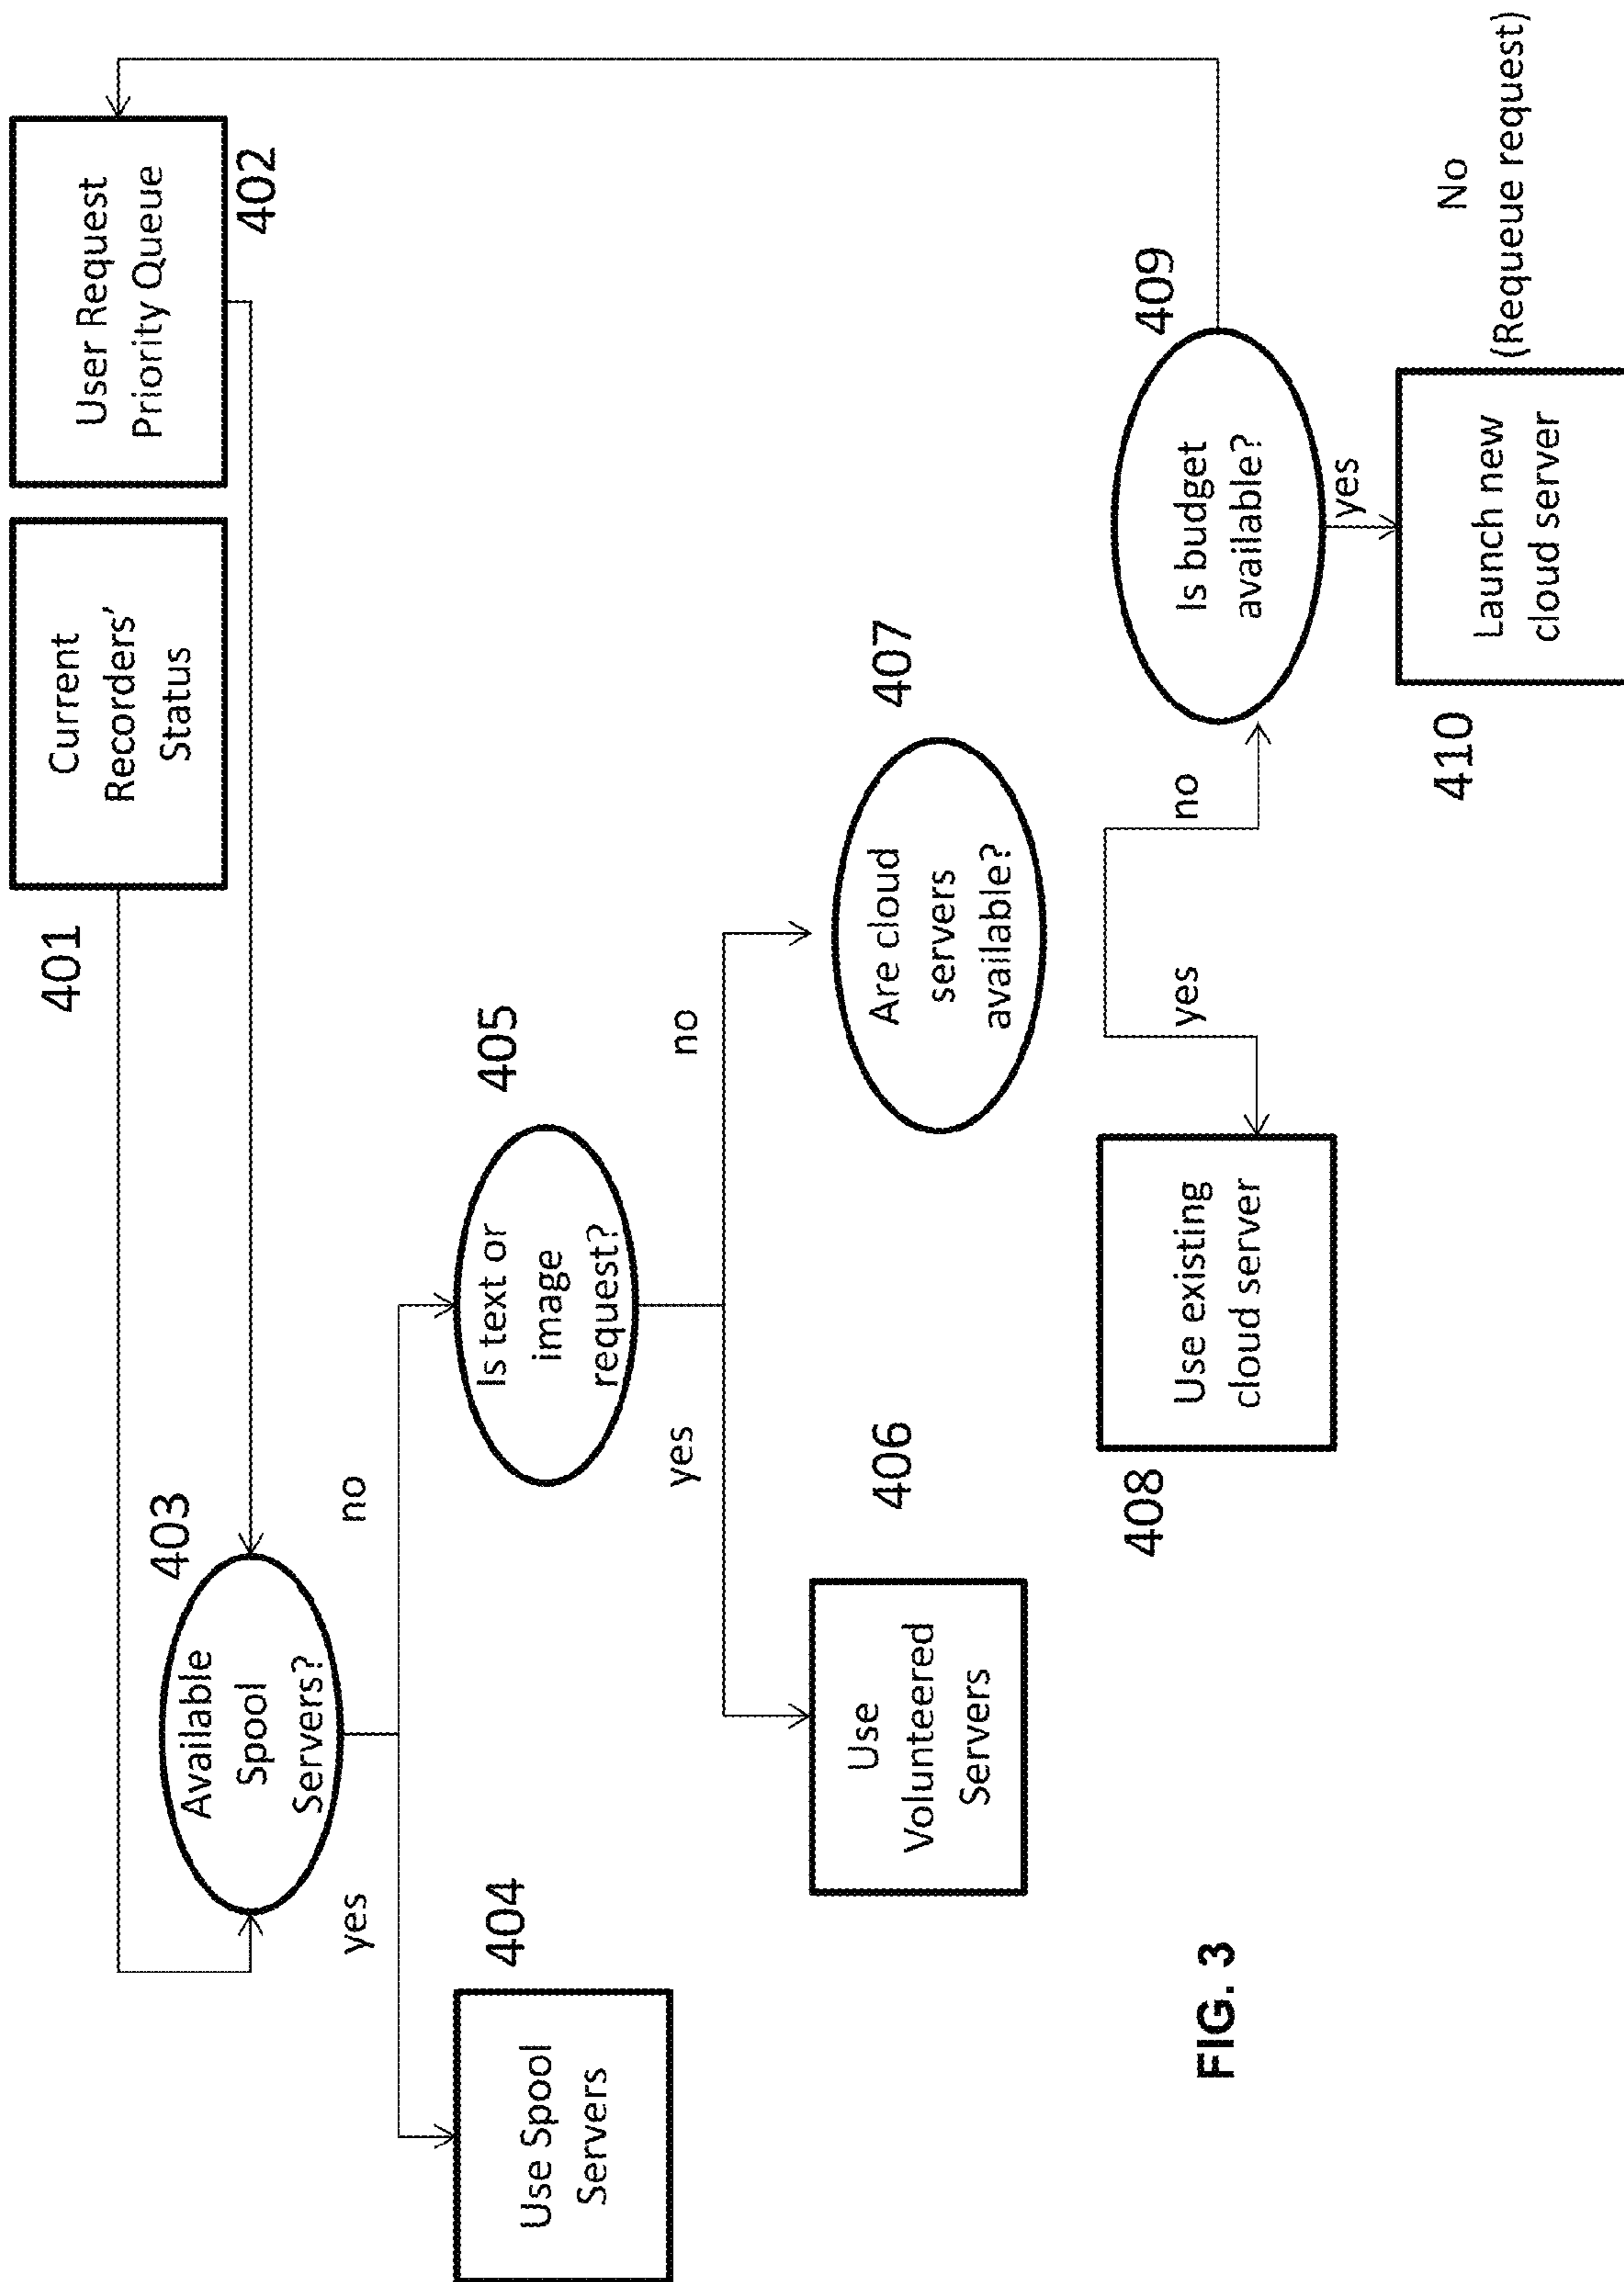 401
Current
Recorders'
Status
User Request
Priority Queue
402
403
Available
Spool
Servers?
yes
no
404
Use Spool
Servers
405
Is text or
image
request?
yes
no
406
Use
Volunteered
Servers
407
Are cloud
servers
available?
yes
no
408
Use existing
cloud server
409
Is budget
available?
yes
No
(Requeue request)
410
Launch new
cloud server
FIG. 3